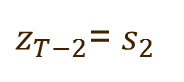 z_{T-2} = s_2